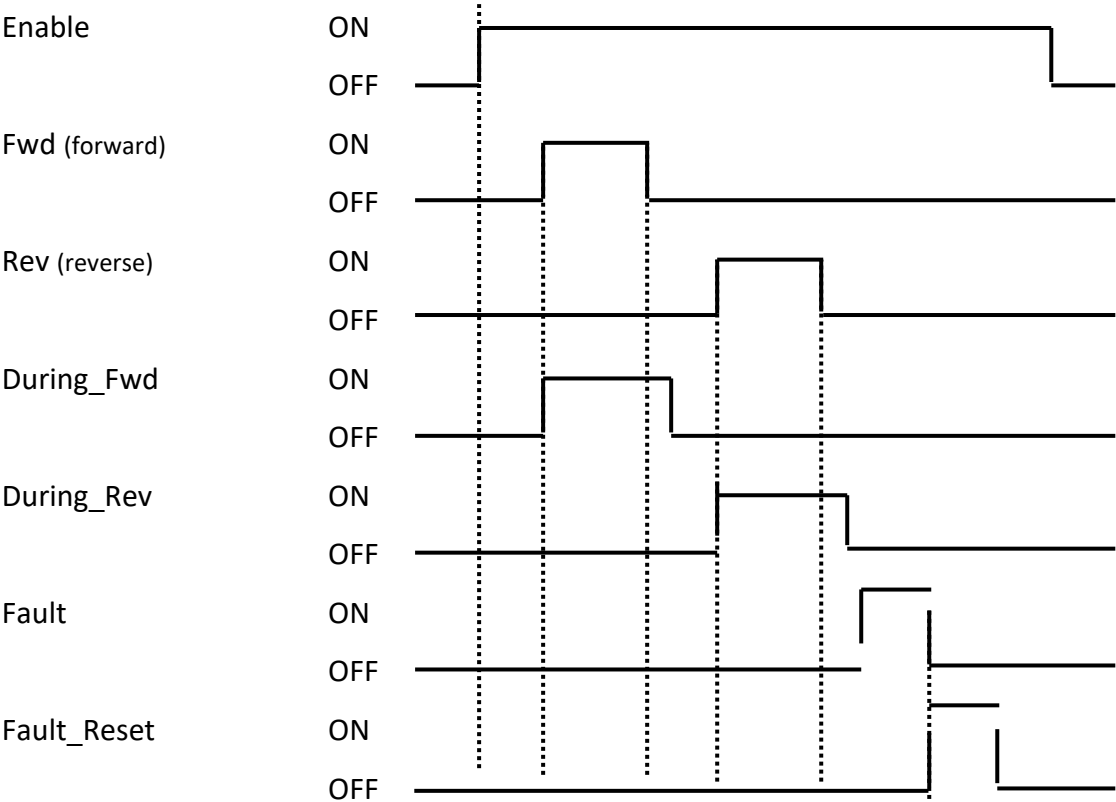 Enable ON
OFF
Fwd (forward) ON
OFF
Rev (reverse) ON
OFF
During_Fwd ON
OFF
During_Rev ON
OFF
Fault ON
OFF
Fault_Reset ON
OFF